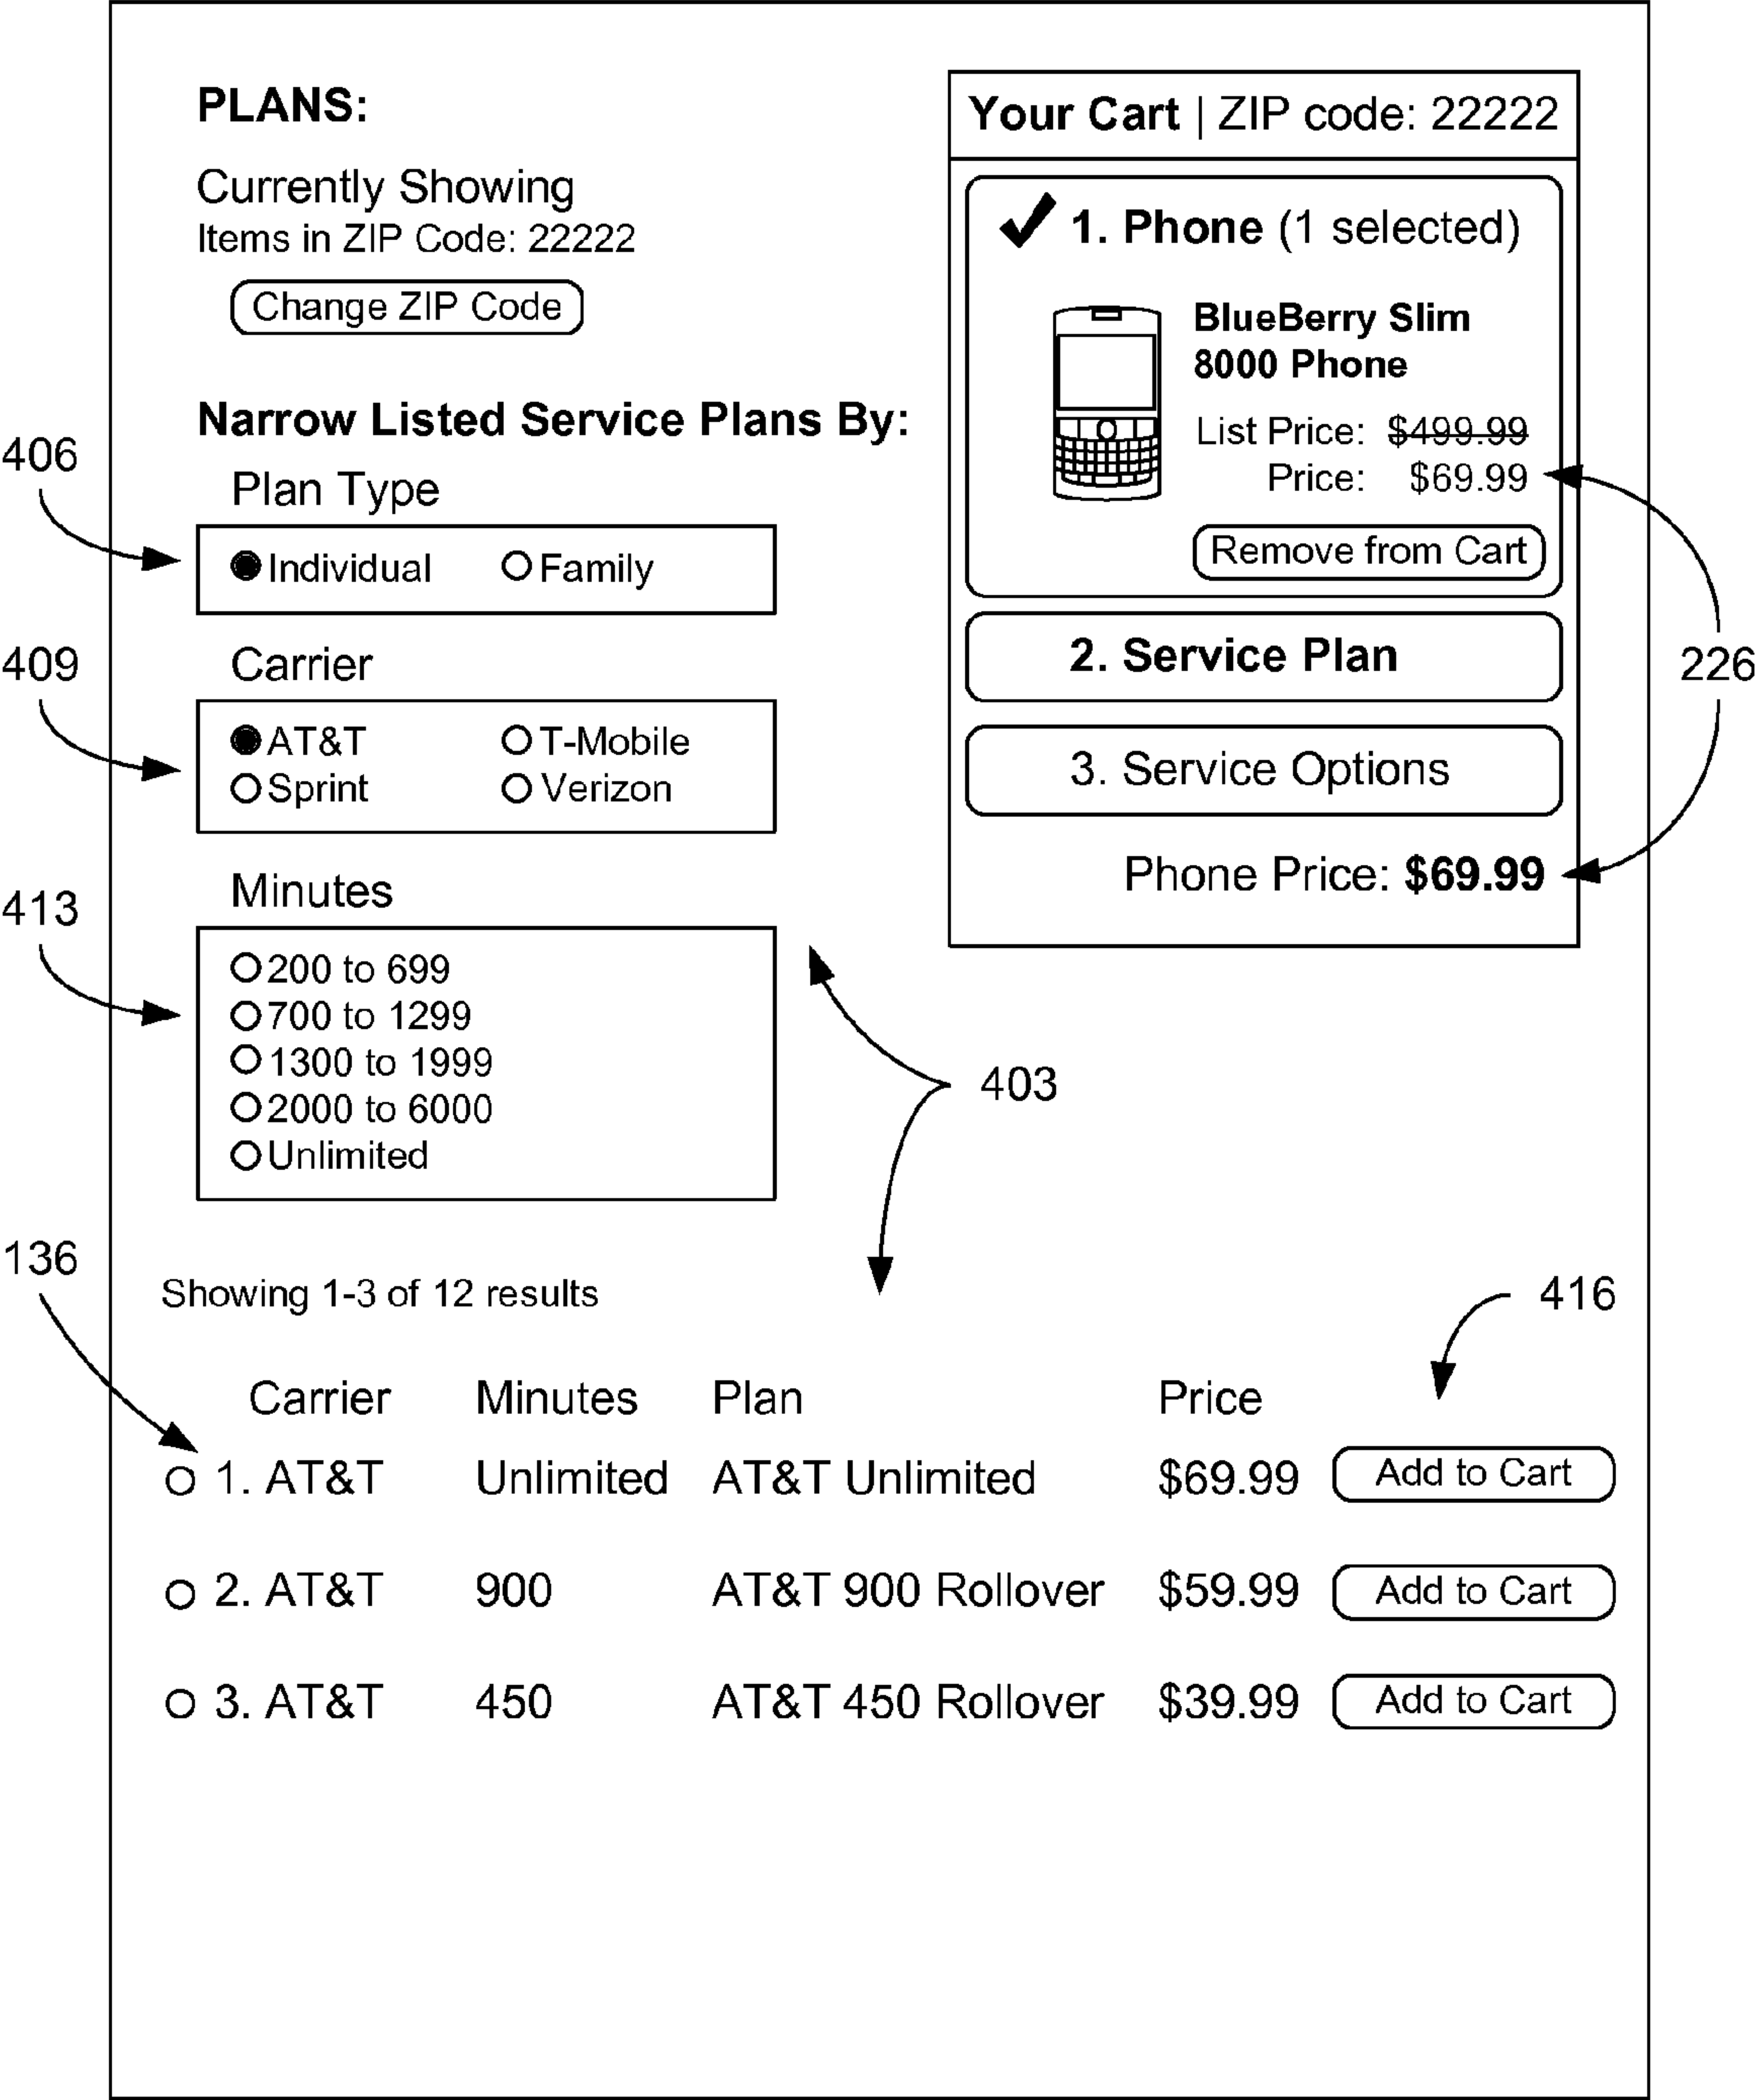 PLANS:
Currently Showing
Items in ZIP Code: 22222
Change ZIP Code
Narrow Listed Service Plans By:
406
Plan Type
Individual Family
409
Carrier
AT&T T-Mobile
Sprint Verizon
413
Minutes
200 to 699
700 to 1299
1300 to 1999
2000 to 6000
Unlimited
Your Cart | ZIP code: 22222
1. Phone (1 selected)
BlueBerry Slim
8000 Phone
List Price: $499.99
Price: $69.99
Remove from Cart
2. Service Plan
226
3. Service Options
Phone Price: $69.99
403
136
Showing 1-3 of 12 results
416
Carrier Minutes Plan Price
1. AT&T Unlimited AT&T Unlimited $69.99 Add to Cart
2. AT&T 900 AT&T 900 Rollover $59.99 Add to Cart
3. AT&T 450 AT&T 450 Rollover $39.99 Add to Cart